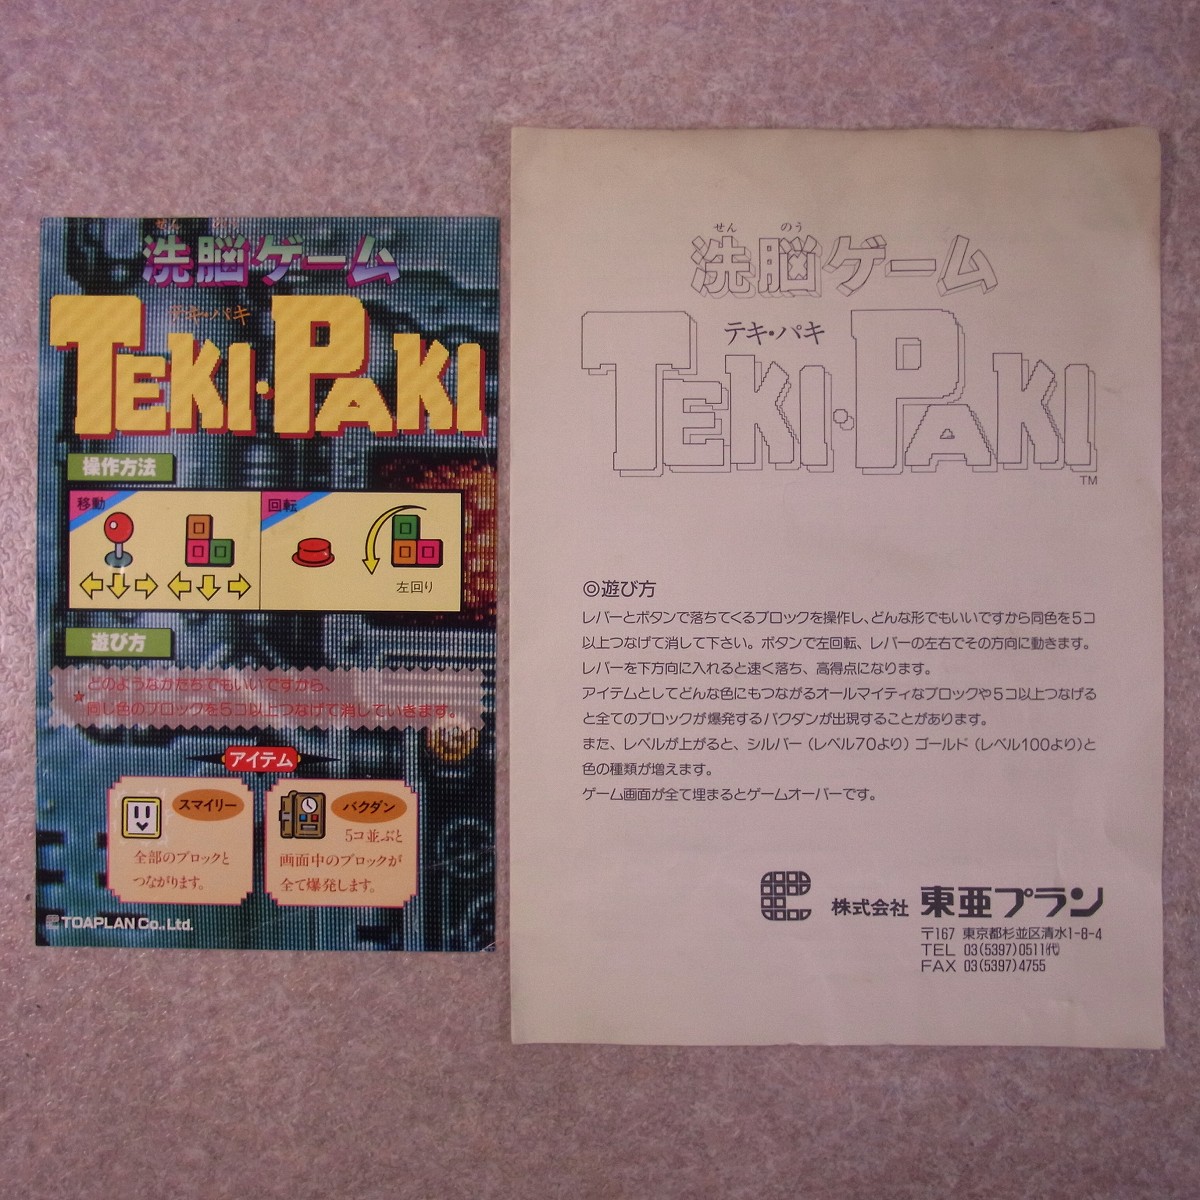 洗脳ゲーム
テキ・パキ
TEKI・PAKI
操作方法
移動
回転
左回り
遊び方
★どのようなかたちでもいいですから、
同じ色のブロックを5コ以上つなげて消していきます。
アイテム
スマイリー
全部のブロックと
つながります。
バクダン
5コ並ぶと
画面中のブロックが
全て爆発します。
TOAPLAN Co., Ltd.
せん のう
洗脳ゲーム
テキ・パキ
TEKI・PAKI
TM
◎遊び方
レバーとボタンで落ちてくるブロックを操作し、どんな形でもいいですから同色を5コ
以上つなげて消して下さい。ボタンで左回転、レバーの左右でその方向に動きます。
レバーを下方向に入れると速く落ち、高得点になります。
アイテムとしてどんな色にもつながるオールマイティなブロックや5コ以上つなげる
と全てのブロックが爆発するバクダンが出現することがあります。
また、レベルが上がると、シルバー（レベル70より）ゴールド（レベル100より）と
色の種類が増えます。
ゲーム画面が全て埋まるとゲームオーバーです。
株式会社 東亜プラン
〒167 東京都杉並区清水1-8-4
TEL 03(5397)0511㈹
FAX 03(5397)4755